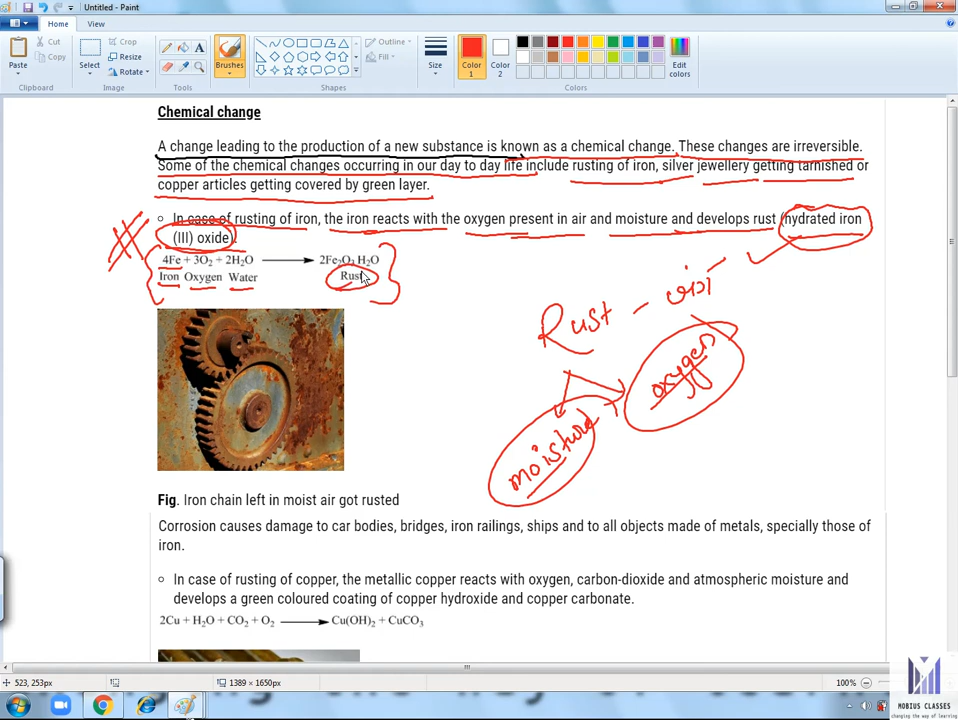 Untitled - Paint
Home View
Paste
Cut
Copy
Clipboard
Select
Crop
Resize
Rotate
Image
Tools
Brushes
Shapes
Outline
Fill
Size
Color 1
Color 2
Edit colors
Colors
Chemical change
A change leading to the production of a new substance is known as a chemical change. These changes are irreversible.
Some of the chemical changes occurring in our day to day life include rusting of iron, silver jewellery getting tarnished or
copper articles getting covered by green layer.
In case of rusting of iron, the iron reacts with the oxygen present in air and moisture and develops rust (hydrated iron
(III) oxide)
4Fe + 3O₂ + 2H₂O ⟶ 2Fe₂O₃ H₂O
Iron Oxygen Water Rust
Rust -
oxygen
moisture
Fig. Iron chain left in moist air got rusted
Corrosion causes damage to car bodies, bridges, iron railings, ships and to all objects made of metals, specially those of
iron.
In case of rusting of copper, the metallic copper reacts with oxygen, carbon-dioxide and atmospheric moisture and
develops a green coloured coating of copper hydroxide and copper carbonate.
2Cu + H₂O + CO₂ + O₂ ⟶ Cu(OH)₂ + CuCO₃
523, 253px
1389 × 1650px
100%
MOBIUS CLASSES
changing the way of learning